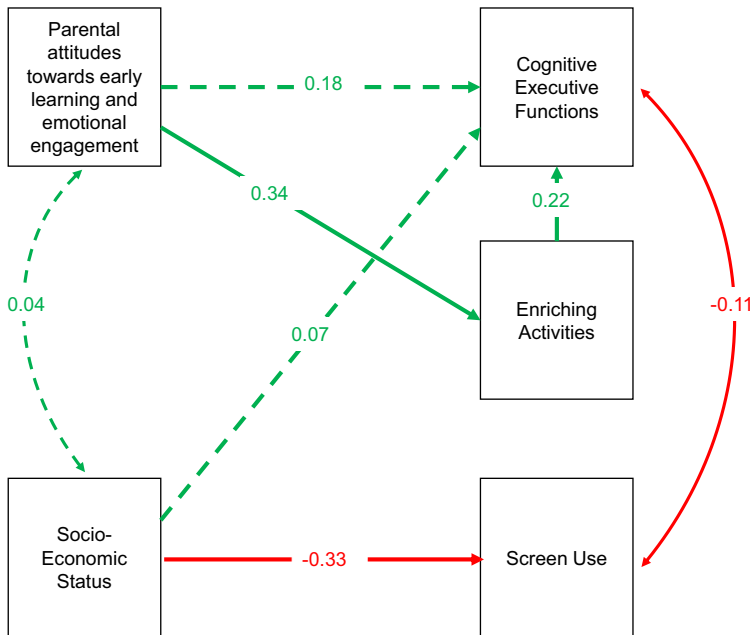 Parental
attitudes
towards early
learning and
emotional
engagement
0.18
Cognitive
Executive
Functions
0.34
0.22
0.04
0.07
Enriching
Activities
-0.11
Socio-
Economic
Status
-0.33
Screen Use